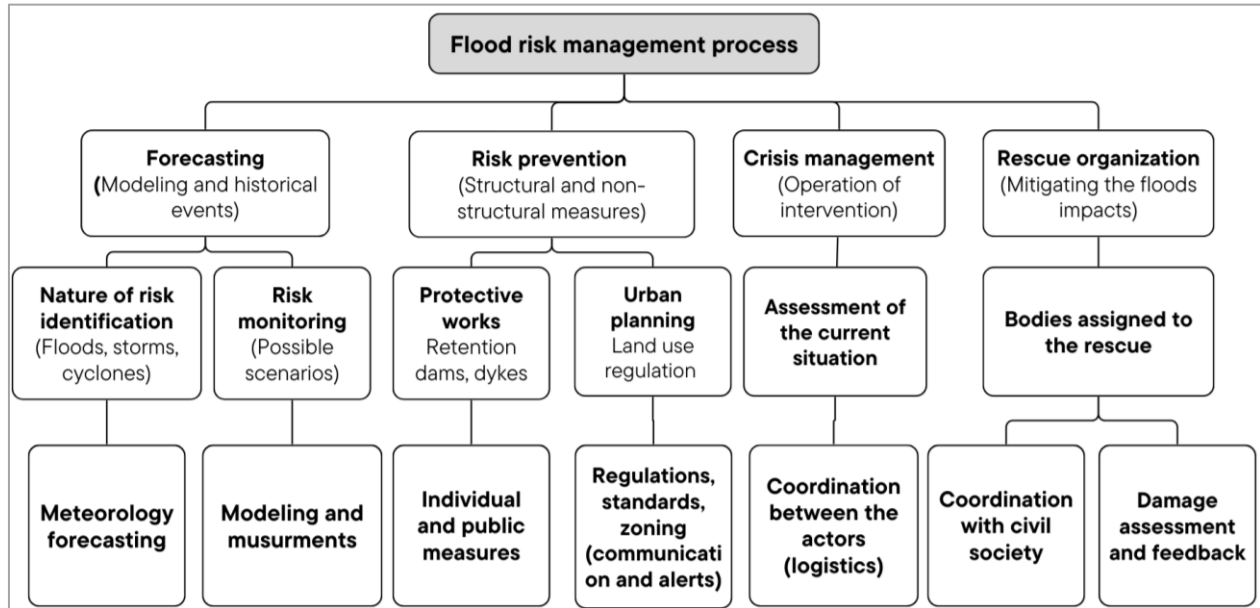 Flood risk management process
Forecasting
(Modeling and historical
events)
Risk prevention
(Structural and non-
structural measures)
Crisis management
(Operation of
intervention)
Rescue organization
(Mitigating the floods
impacts)
Nature of risk
identification
(Floods, storms,
cyclones)
Risk
monitoring
(Possible
scenarios)
Protective
works
Retention
dams, dykes
Urban
planning
Land use
regulation
Assessment of
the current
situation
Bodies assigned to
the rescue
Meteorology
forecasting
Modeling and
musurments
Individual
and public
measures
Regulations,
standards,
zoning
(communicati
on and alerts)
Coordination
between the
actors
(logistics)
Coordination
with civil
society
Damage
assessment
and feedback